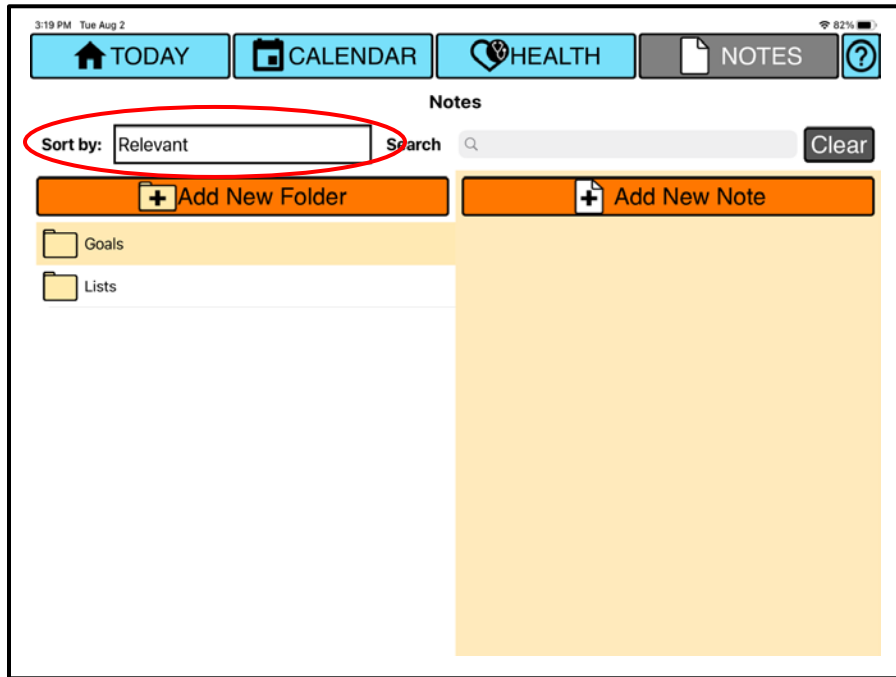 3:19 PM Tue Aug 2 82%
TODAY CALENDAR HEALTH NOTES ?
Notes
Sort by: Relevant Search Clear
Add New Folder Add New Note
Goals
Lists